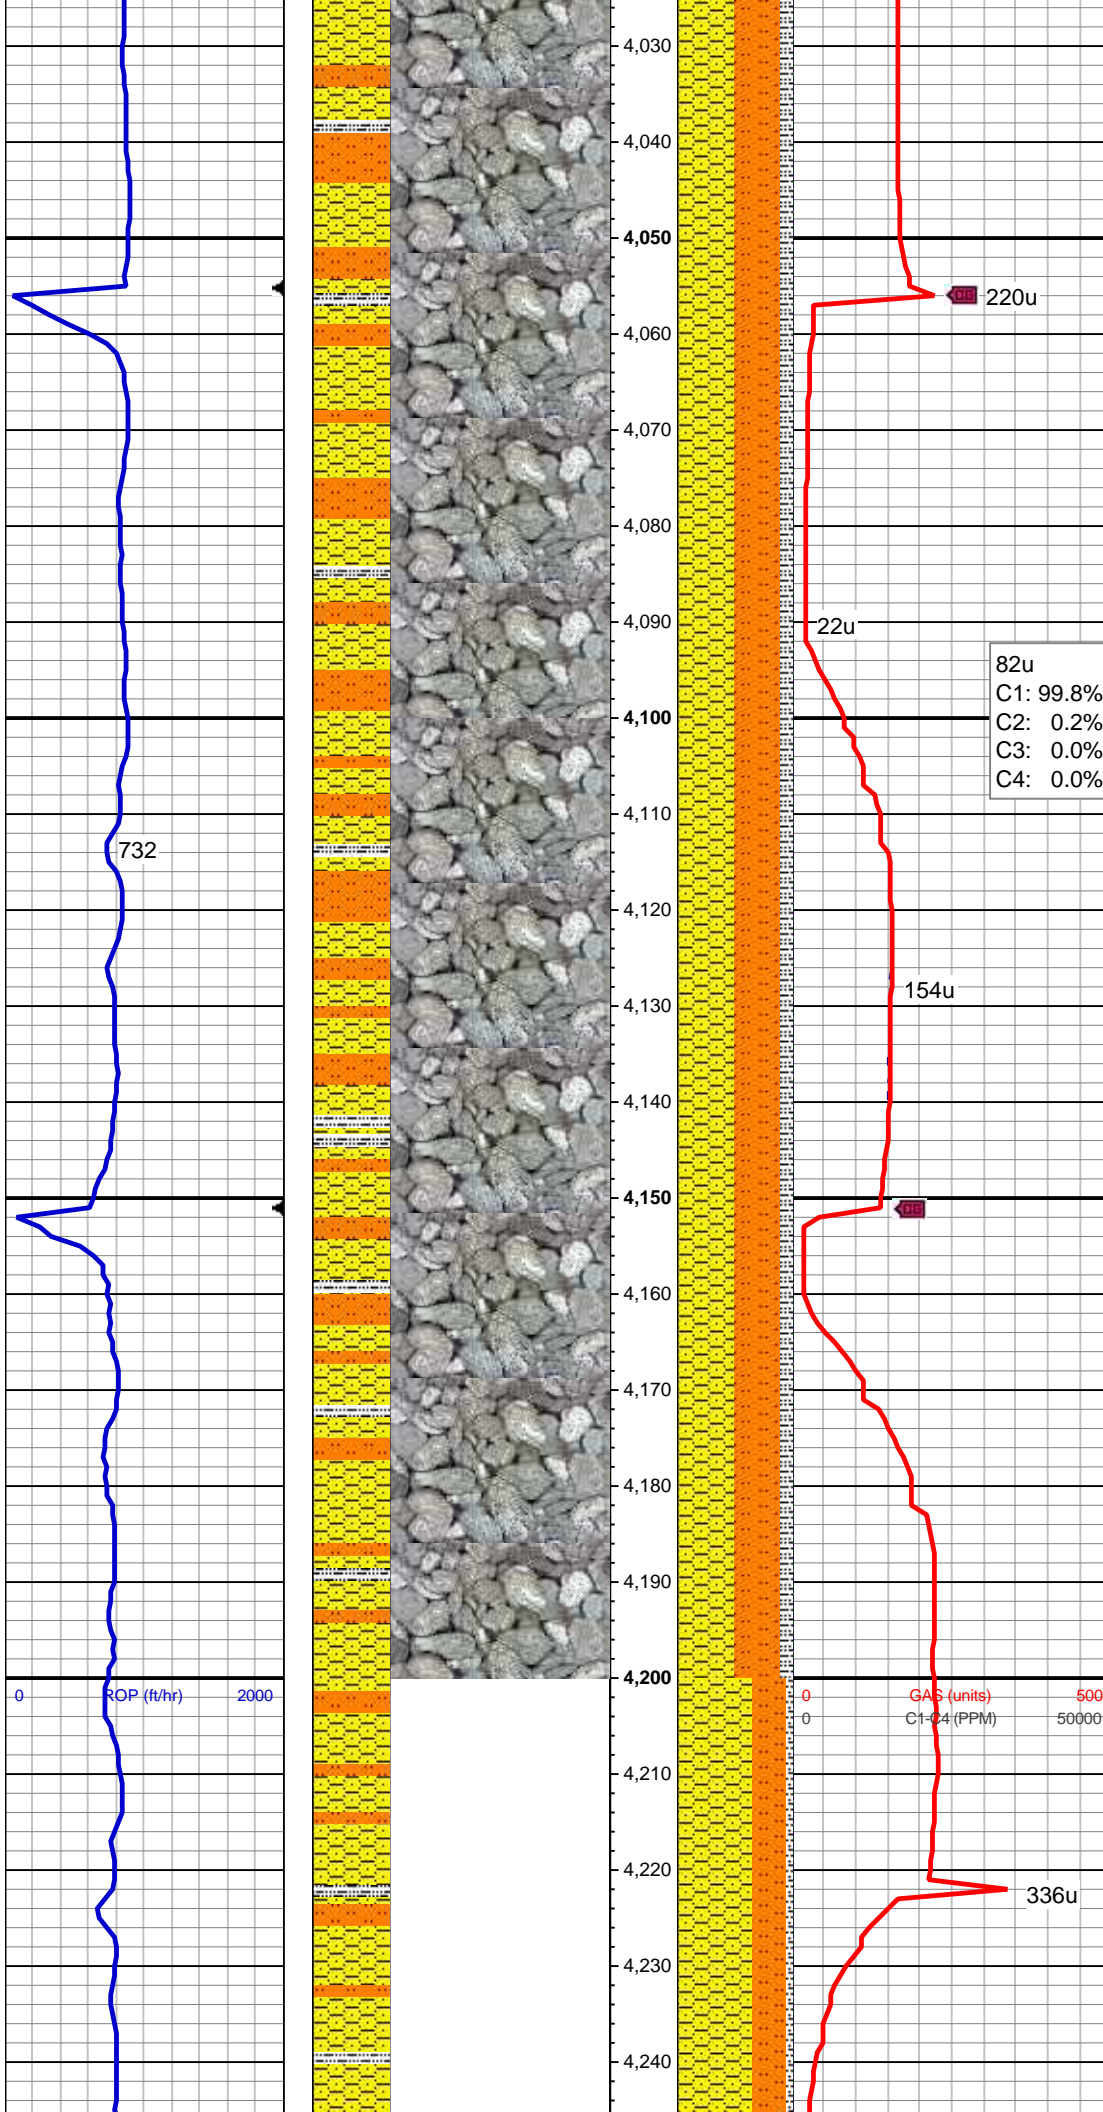 4,030
4,040
4,050
CG 220u
4,060
4,070
4,080
4,090
22u
82u
C1: 99.8%
C2: 0.2%
C3: 0.0%
C4: 0.0%
4,100
4,110
732
4,120
154u
4,130
4,140
4,150
CG
4,160
4,170
4,180
4,190
4,200
0 ROP (ft/hr) 2000
0 GAS (units) 500
0 C1-C4 (PPM) 50000
4,210
4,220
336u
4,230
4,240